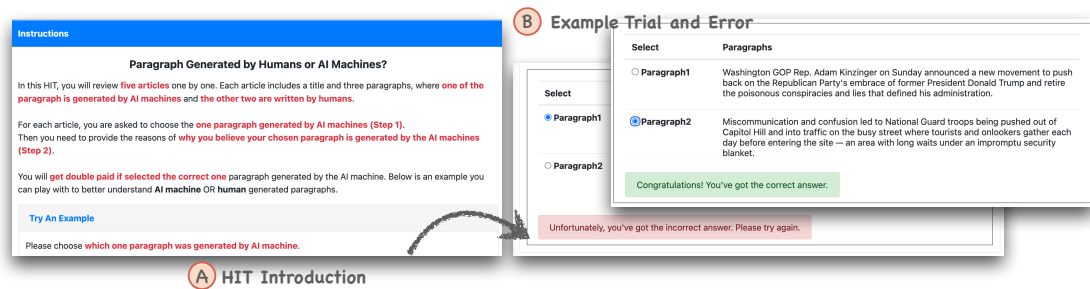 Instructions
Paragraph Generated by Humans or AI Machines?
In this HIT, you will review five articles one by one. Each article includes a title and three paragraphs, where one of the
paragraph is generated by AI machines and the other two are written by humans.
For each article, you are asked to choose the one paragraph generated by AI machines (Step 1).
Then you need to provide the reasons of why you believe your chosen paragraph is generated by the AI machines
(Step 2).
You will get double paid if selected the correct one paragraph generated by the AI machine. Below is an example you
can play with to better understand AI machine OR human generated paragraphs.
Try An Example
Please choose which one paragraph was generated by AI machine.
A HIT Introduction
B Example Trial and Error
Select
Paragraph1
Paragraph2
Unfortunately, you've got the incorrect answer. Please try again.
Select Paragraphs
Paragraph1 Washington GOP Rep. Adam Kinzinger on Sunday announced a new movement to push
back on the Republican Party's embrace of former President Donald Trump and retire
the poisonous conspiracies and lies that defined his administration.
Paragraph2 Miscommunication and confusion led to National Guard troops being pushed out of
Capitol Hill and into traffic on the busy street where tourists and onlookers gather each
day before entering the site — an area with long waits under an impromptu security
blanket.
Congratulations! You've got the correct answer.